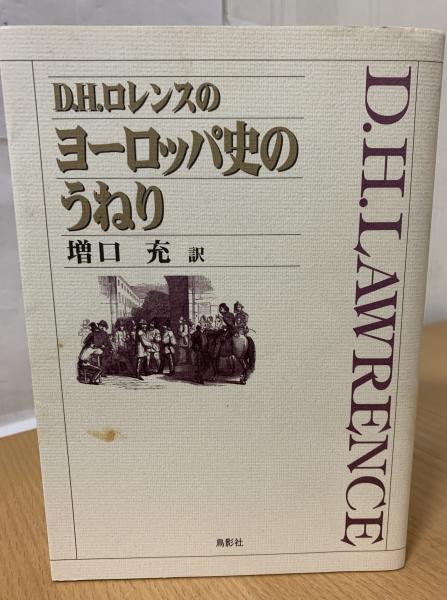 D.H.ロレンスの
ヨーロッパ史の
うねり
増口 充 訳
D.H.LAWRENCE
鳥影社